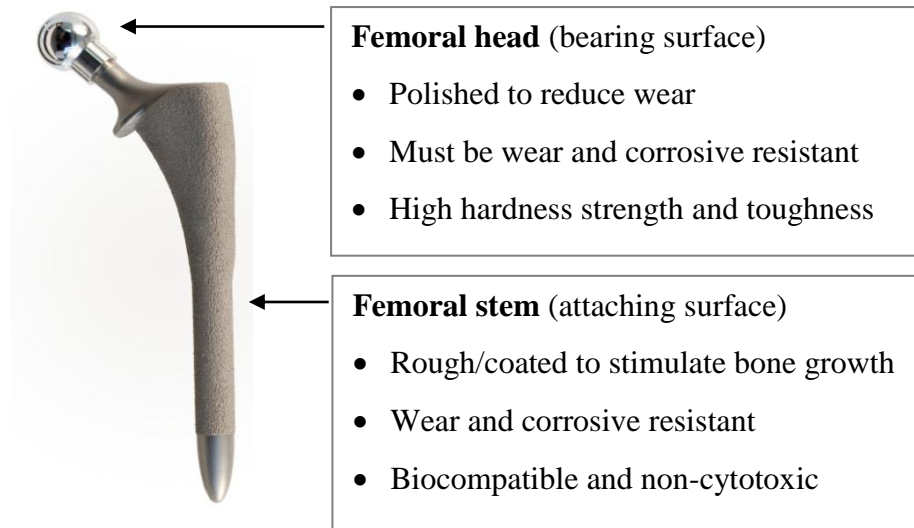 Femoral head (bearing surface)
• Polished to reduce wear
• Must be wear and corrosive resistant
• High hardness strength and toughness
Femoral stem (attaching surface)
• Rough/coated to stimulate bone growth
• Wear and corrosive resistant
• Biocompatible and non-cytotoxic